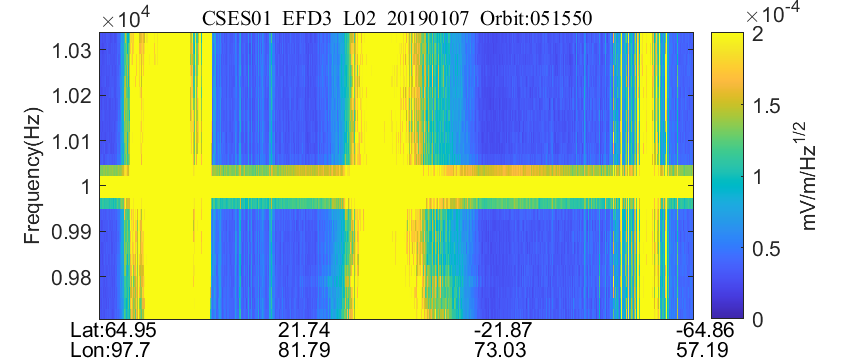 ×10⁴ CSES01 EFD3 L02 20190107 Orbit:051550 ×10⁻⁴
Frequency(Hz)
1.03
1.02
1.01
1
0.99
0.98
2
1.5
1
0.5
0
mV/m/Hz^1/2
Lat:64.95 21.74 -21.87 -64.86
Lon:97.7 81.79 73.03 57.19